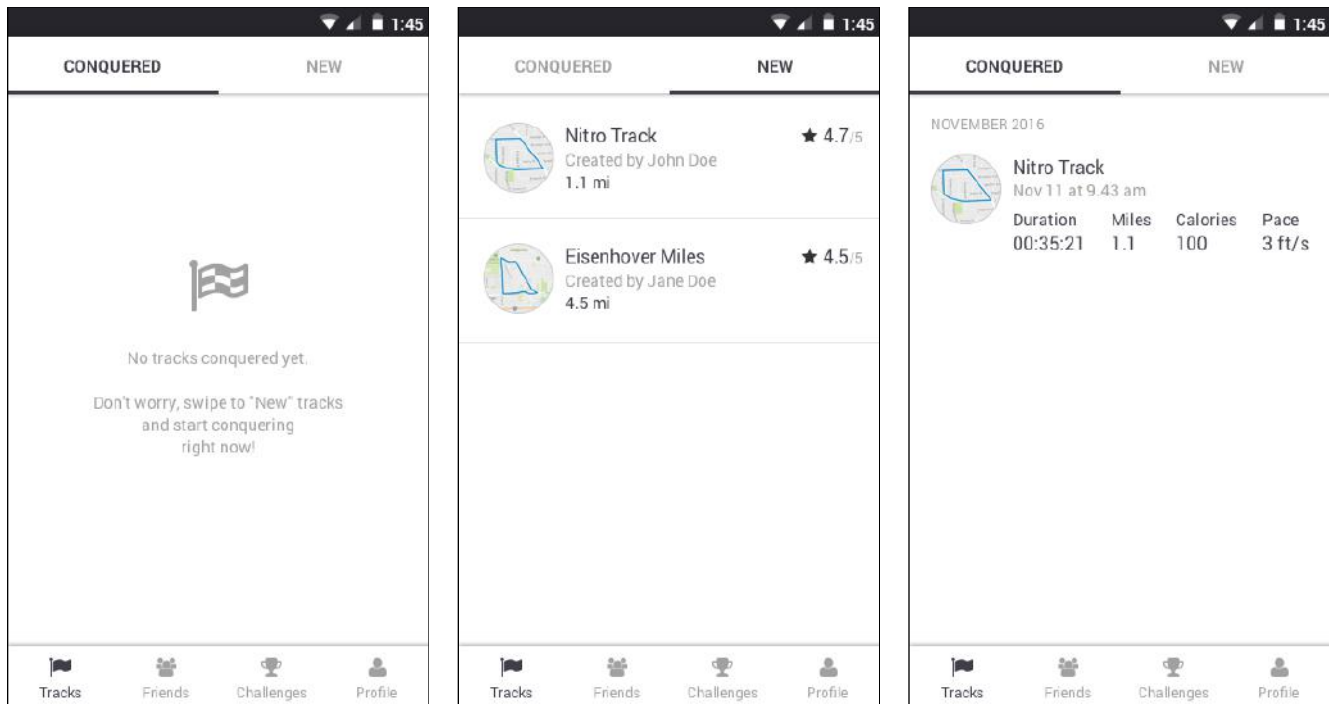 1:45
CONQUERED NEW
No tracks conquered yet.
Don't worry, swipe to "New" tracks
and start conquering
right now!
Tracks Friends Challenges Profile
1:45
CONQUERED NEW
Nitro Track ★ 4.7/5
Created by John Doe
1.1 mi
Eisenhover Miles ★ 4.5/5
Created by Jane Doe
4.5 mi
Tracks Friends Challenges Profile
1:45
CONQUERED NEW
NOVEMBER 2016
Nitro Track
Nov 11 at 9.43 am
Duration Miles Calories Pace
00:35:21 1.1 100 3 ft/s
Tracks Friends Challenges Profile